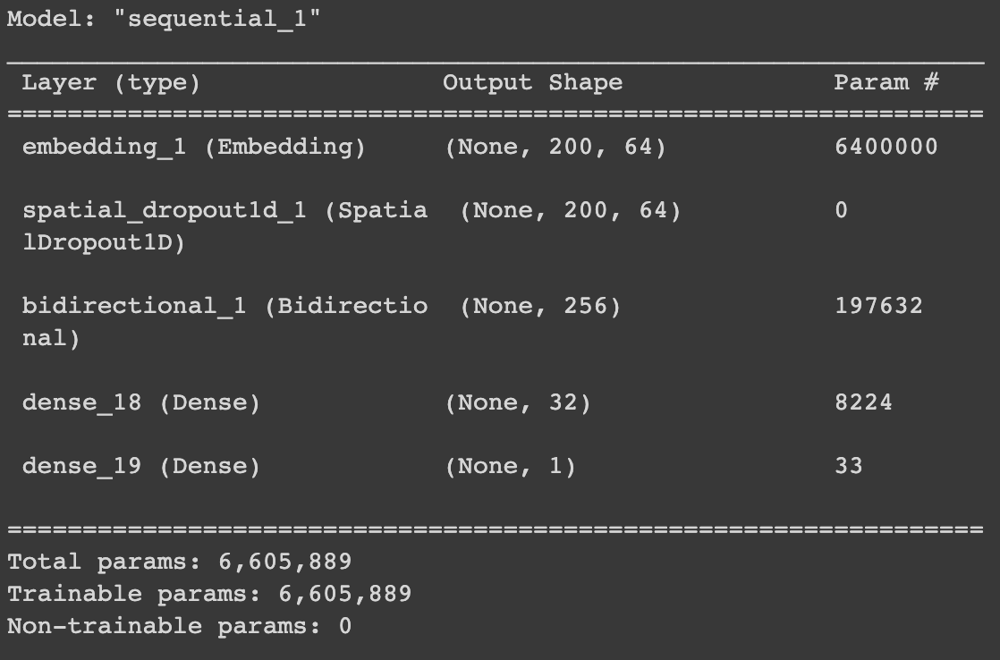 Model: "sequential_1"
_________________________________________________________________
Layer (type) Output Shape Param #
=================================================================
embedding_1 (Embedding) (None, 200, 64) 6400000
spatial_dropout1d_1 (Spatia (None, 200, 64) 0
lDropout1D)
bidirectional_1 (Bidirectio (None, 256) 197632
nal)
dense_18 (Dense) (None, 32) 8224
dense_19 (Dense) (None, 1) 33
=================================================================
Total params: 6,605,889
Trainable params: 6,605,889
Non-trainable params: 0